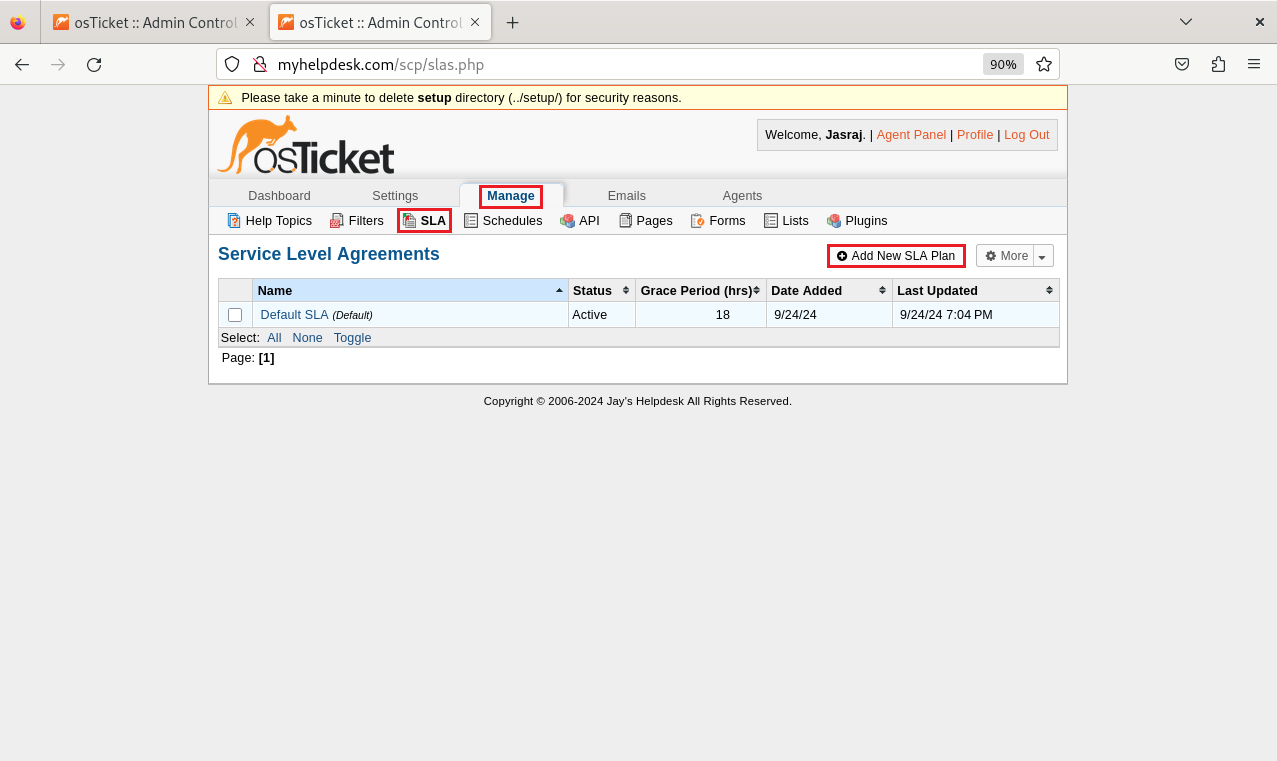 osTicket :: Admin Control
osTicket :: Admin Control
myhelpdesk.com/scp/slas.php
90%
Please take a minute to delete setup directory (../setup/) for security reasons.
osTicket
Welcome, Jasraj. | Agent Panel | Profile | Log Out
Dashboard Settings Manage Emails Agents
Help Topics Filters SLA Schedules API Pages Forms Lists Plugins
Service Level Agreements
Add New SLA Plan More
Name Status Grace Period (hrs) Date Added Last Updated
Default SLA (Default) Active 18 9/24/24 9/24/24 7:04 PM
Select: All None Toggle
Page: [1]
Copyright © 2006-2024 Jay's Helpdesk All Rights Reserved.